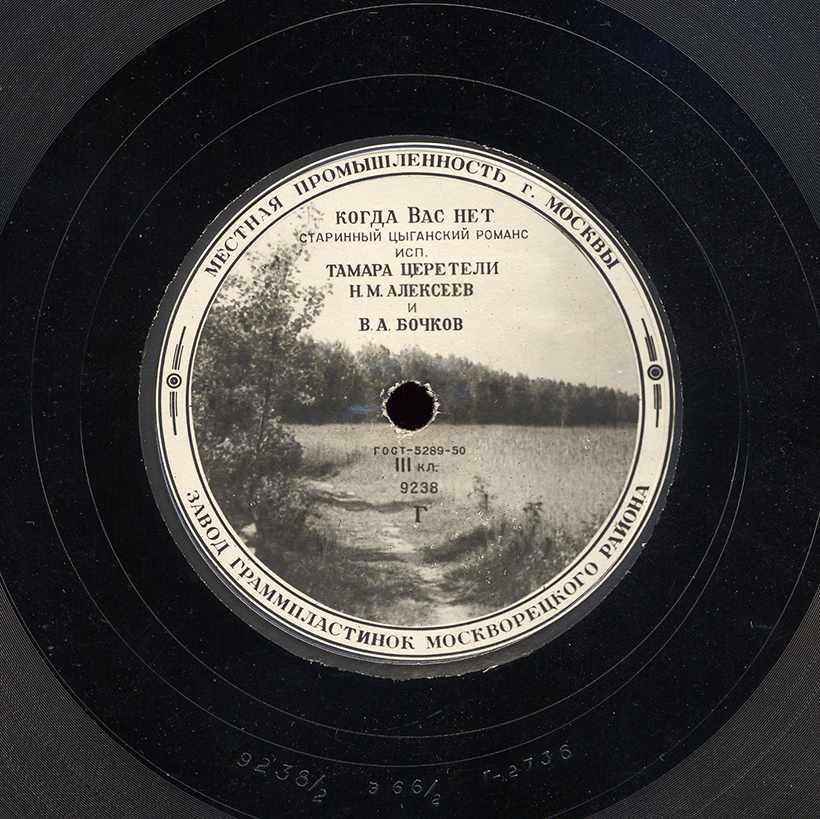 МЕСТНАЯ ПРОМЫШЛЕННОСТЬ г. МОСКВЫ
КОГДА ВАС НЕТ
СТАРИННЫЙ ЦЫГАНСКИЙ РОМАНС
ИСП.
ТАМАРА ЦЕРЕТЕЛИ
Н. М. АЛЕКСЕЕВ
И
В. А. БОЧКОВ
ГОСТ-5289-50
III КЛ.
9238
Г
ЗАВОД ГРАММПЛАСТИНОК МОСКВОРЕЦКОГО РАЙОНА
9238/2 Э66/2 Г-2736